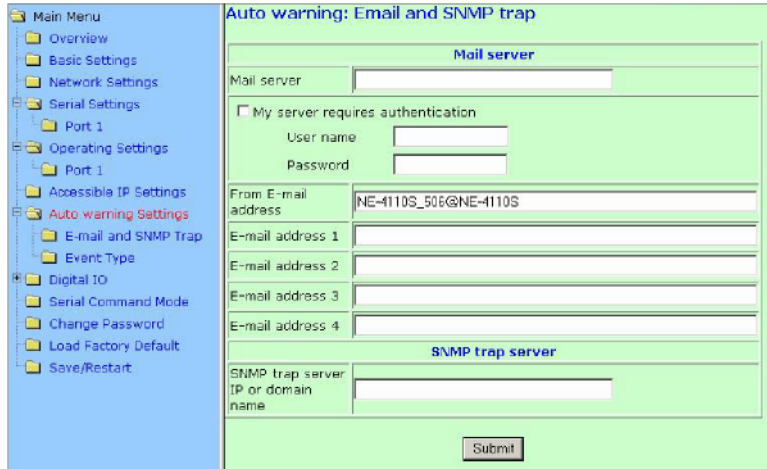 Main Menu
Overview
Basic Settings
Network Settings
Serial Settings
Port 1
Operating Settings
Port 1
Accessible IP Settings
Auto warning Settings
E-mail and SNMP Trap
Event Type
Digital IO
Serial Command Mode
Change Password
Load Factory Default
Save/Restart
Auto warning: Email and SNMP trap
Mail server
Mail server
My server requires authentication
User name
Password
From E-mail
address
NE-4110S_506@NE-4110S
E-mail address 1
E-mail address 2
E-mail address 3
E-mail address 4
SNMP trap server
SNMP trap server
IP or domain
name
Submit